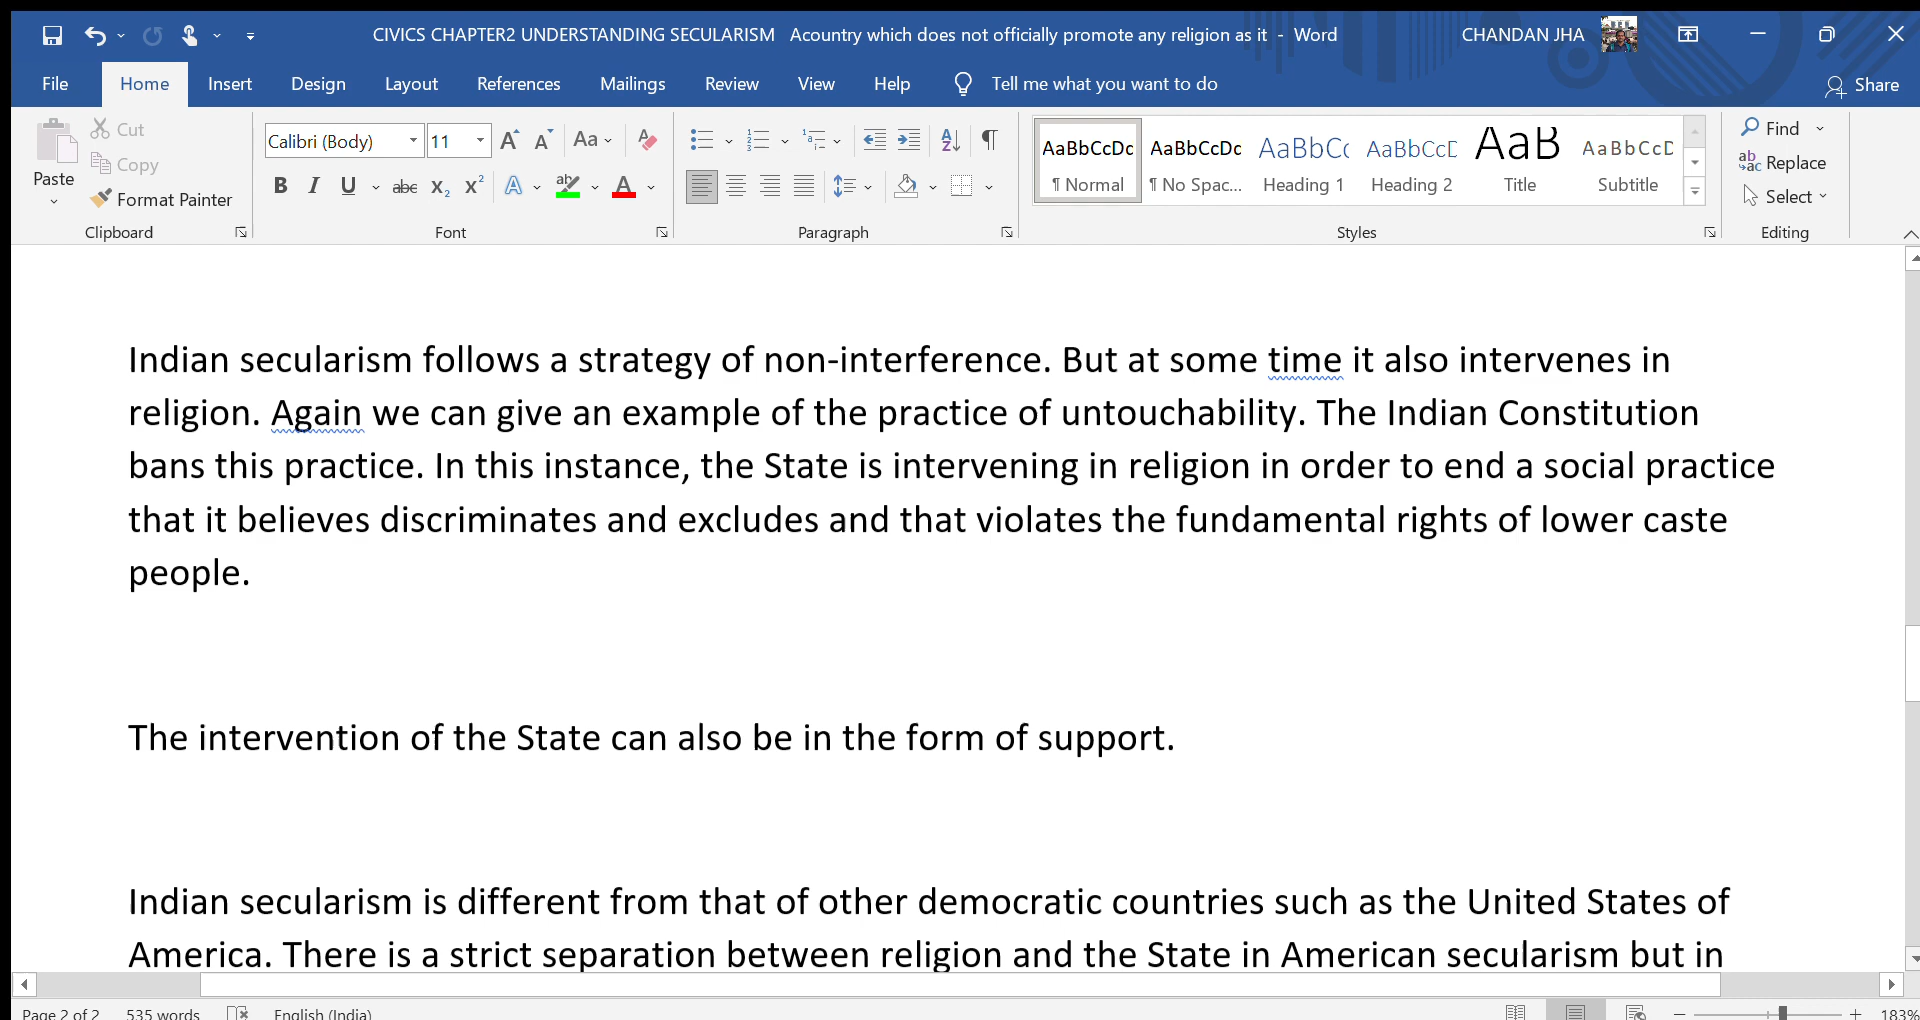 CIVICS CHAPTER2 UNDERSTANDING SECULARISM Acountry which does not officially promote any religion as it - Word
CHANDAN JHA
File Home Insert Design Layout References Mailings Review View Help Tell me what you want to do Share
Paste
Cut
Copy
Format Painter
Clipboard
Calibri (Body) 11
Font
Paragraph
AaBbCcDc AaBbCcDc AaBbCc AaBbCcD AaB AaBbCcD
¶ Normal ¶ No Spac... Heading 1 Heading 2 Title Subtitle
Styles
Find
Replace
Select
Editing
Indian secularism follows a strategy of non-interference. But at some time it also intervenes in
religion. Again we can give an example of the practice of untouchability. The Indian Constitution
bans this practice. In this instance, the State is intervening in religion in order to end a social practice
that it believes discriminates and excludes and that violates the fundamental rights of lower caste
people.
The intervention of the State can also be in the form of support.
Indian secularism is different from that of other democratic countries such as the United States of
America. There is a strict separation between religion and the State in American secularism but in
Page 2 of 2 535 words English (India) 183%